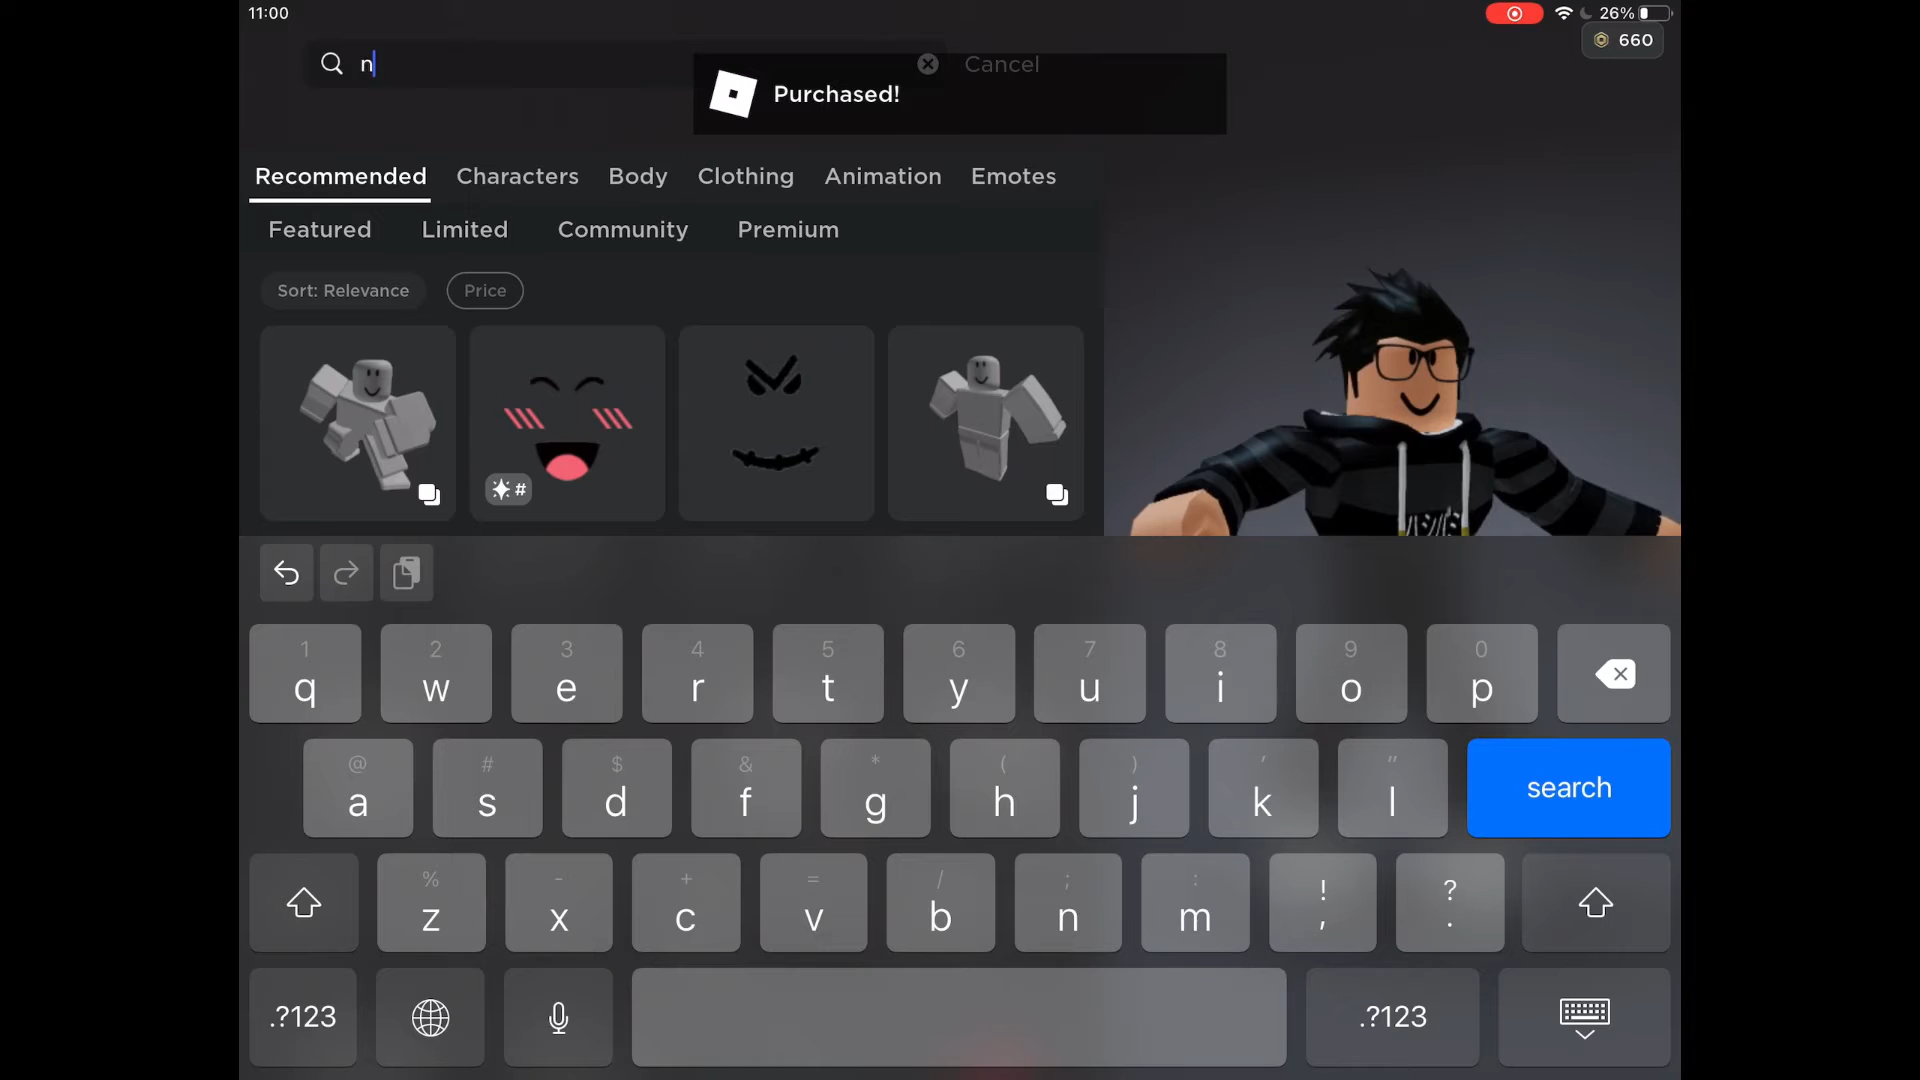 11:00
26%
660
n
Cancel
Purchased!
Recommended Characters Body Clothing Animation Emotes
Featured Limited Community Premium
Sort: Relevance Price
#
1 2 3 4 5 6 7 8 9 0
q w e r t y u i o p
@ # $ & * ( ) ' "
a s d f g h j k l search
% - + = / ; : ! ?
z x c v b n m , .
.?123 .?123